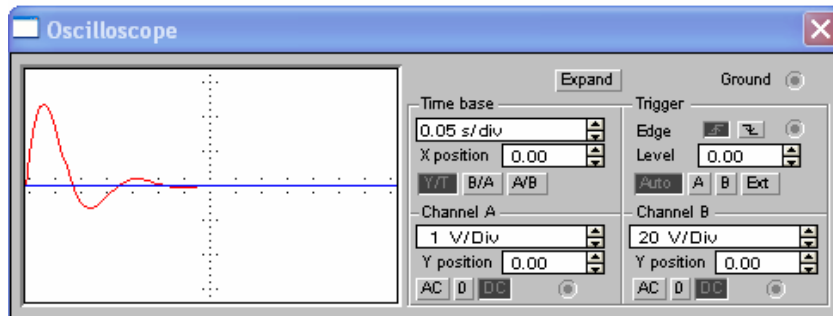 Oscilloscope
Expand Ground
Time base
0.05 s/div
X position 0.00
Y/T B/A A/B
Trigger
Edge
Level 0.00
Auto A B Ext
Channel A
1 V/Div
Y position 0.00
AC 0 DC
Channel B
20 V/Div
Y position 0.00
AC 0 DC